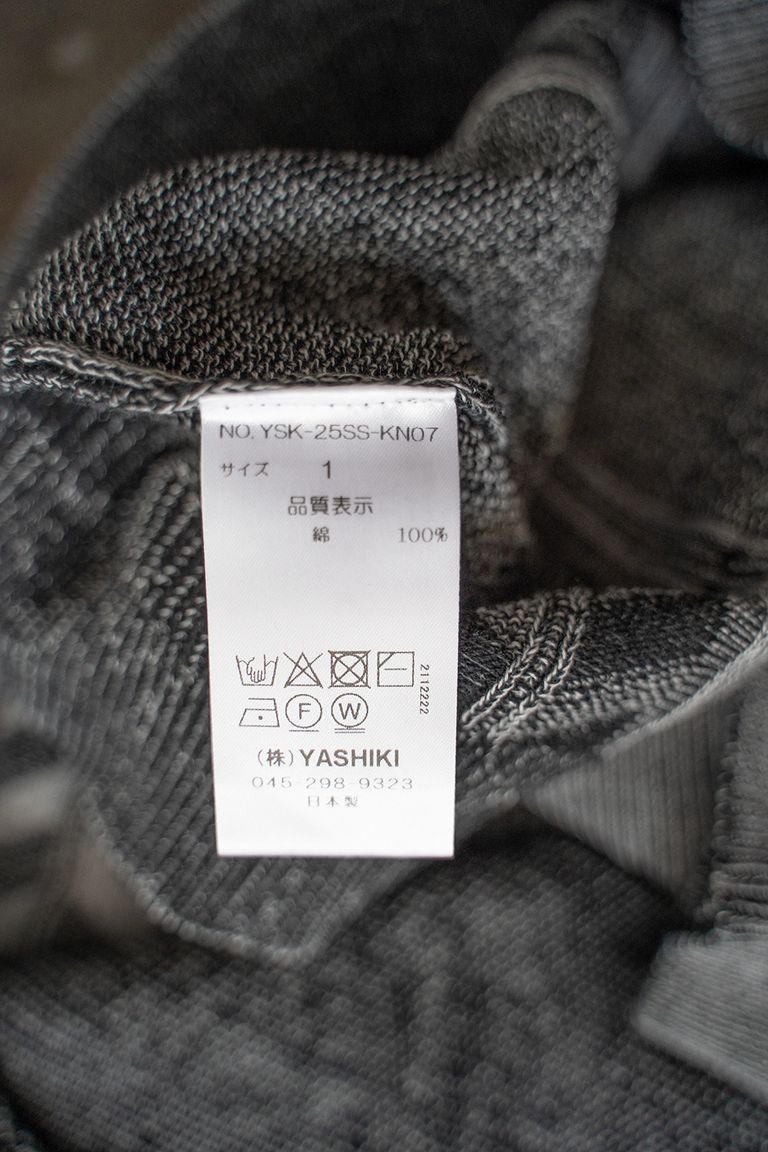 NO.YSK-25SS-KN07
サイズ 1
品質表示
綿 100%
2112222
F W
(株)YASHIKI
045-298-9323
日本製